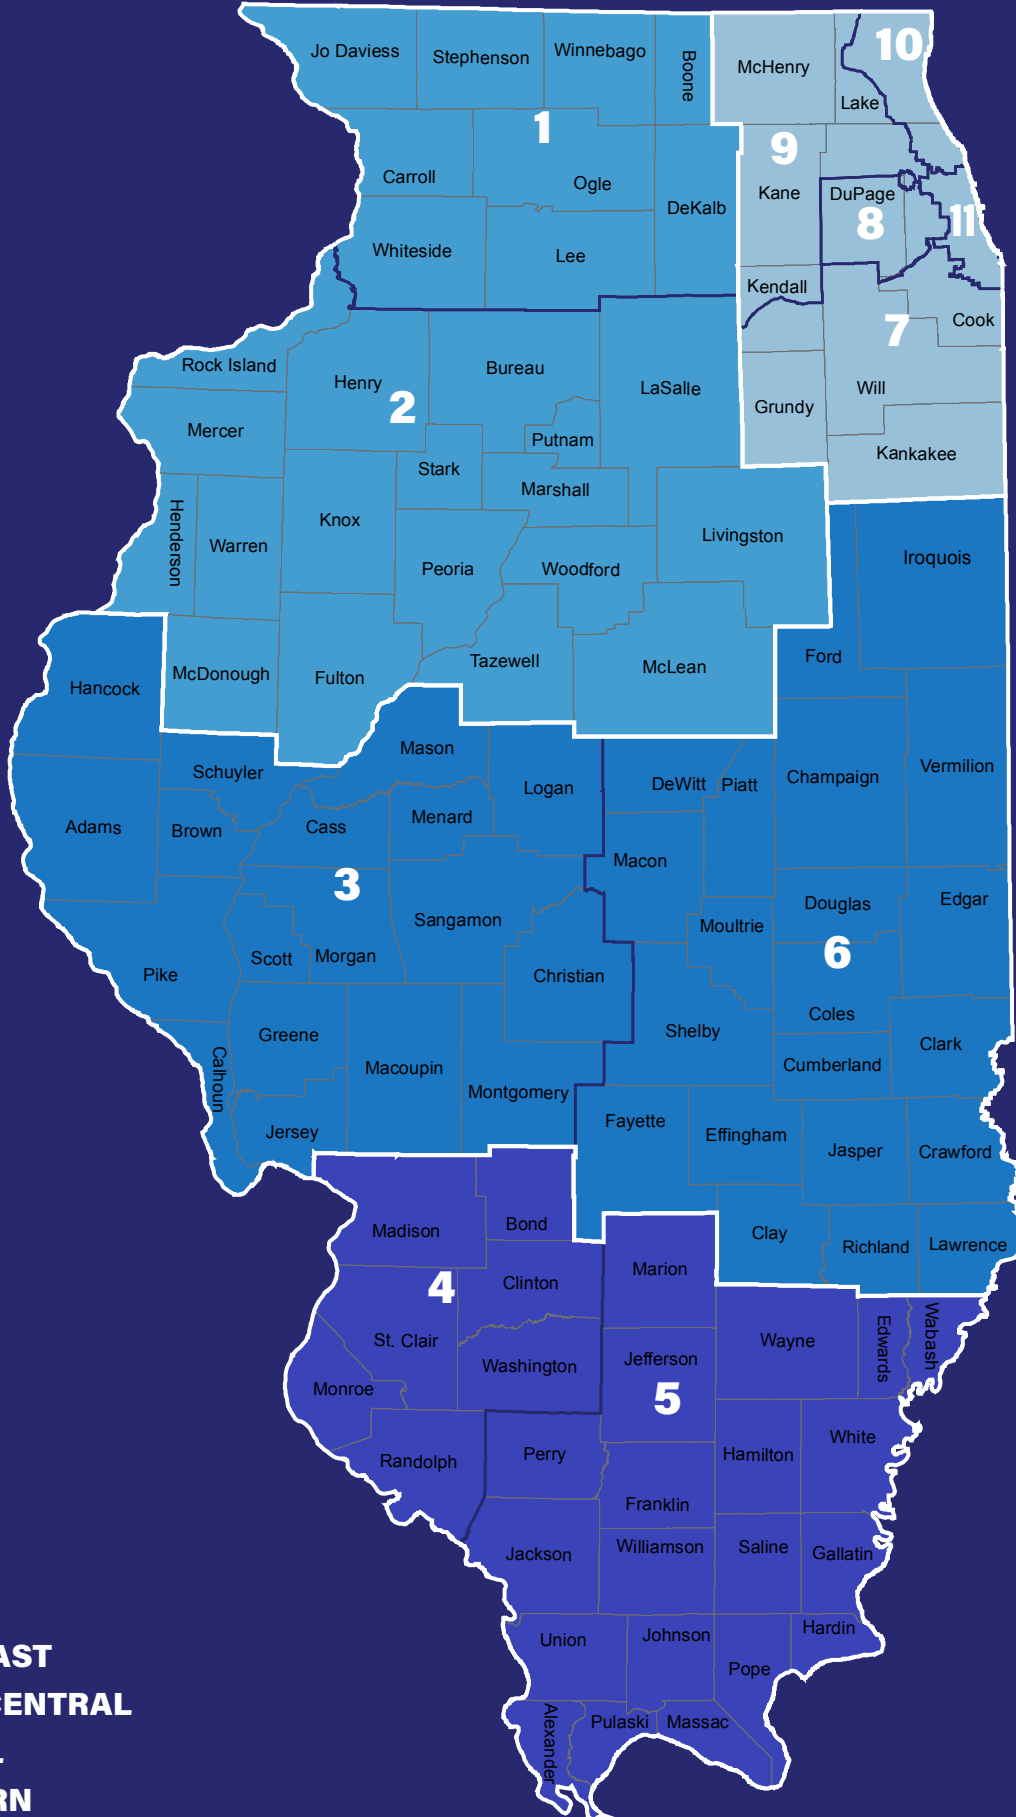 10
Jo Daviess
Stephenson
Winnebago
Boone
McHenry
Lake
1
9
Carroll
Ogle
Kane
DuPage
DeKalb
8
11
Whiteside
Lee
Kendall
7
Cook
Rock Island
Henry
Bureau
LaSalle
Will
2
Grundy
Mercer
Putnam
Kankakee
Stark
Marshall
Knox
Henderson
Warren
Livingston
Iroquois
Peoria
Woodford
Ford
McDonough
Fulton
Tazewell
McLean
Hancock
Mason
Schuyler
Logan
DeWitt
Piatt
Champaign
Vermilion
Adams
Brown
Cass
Menard
Macon
3
Sangamon
Douglas
Edgar
Moultrie
6
Scott
Morgan
Pike
Christian
Coles
Greene
Shelby
Clark
Calhoun
Macoupin
Montgomery
Cumberland
Jersey
Fayette
Effingham
Jasper
Crawford
Madison
Bond
Clay
Richland
Lawrence
4
Clinton
Marion
St. Clair
Washington
Jefferson
Wayne
Edwards
Wabash
Monroe
5
Randolph
Perry
Hamilton
White
Franklin
Jackson
Williamson
Saline
Gallatin
Union
Johnson
Hardin
Pope
Alexander
Pulaski
Massac
AST
CENTRAL
RN